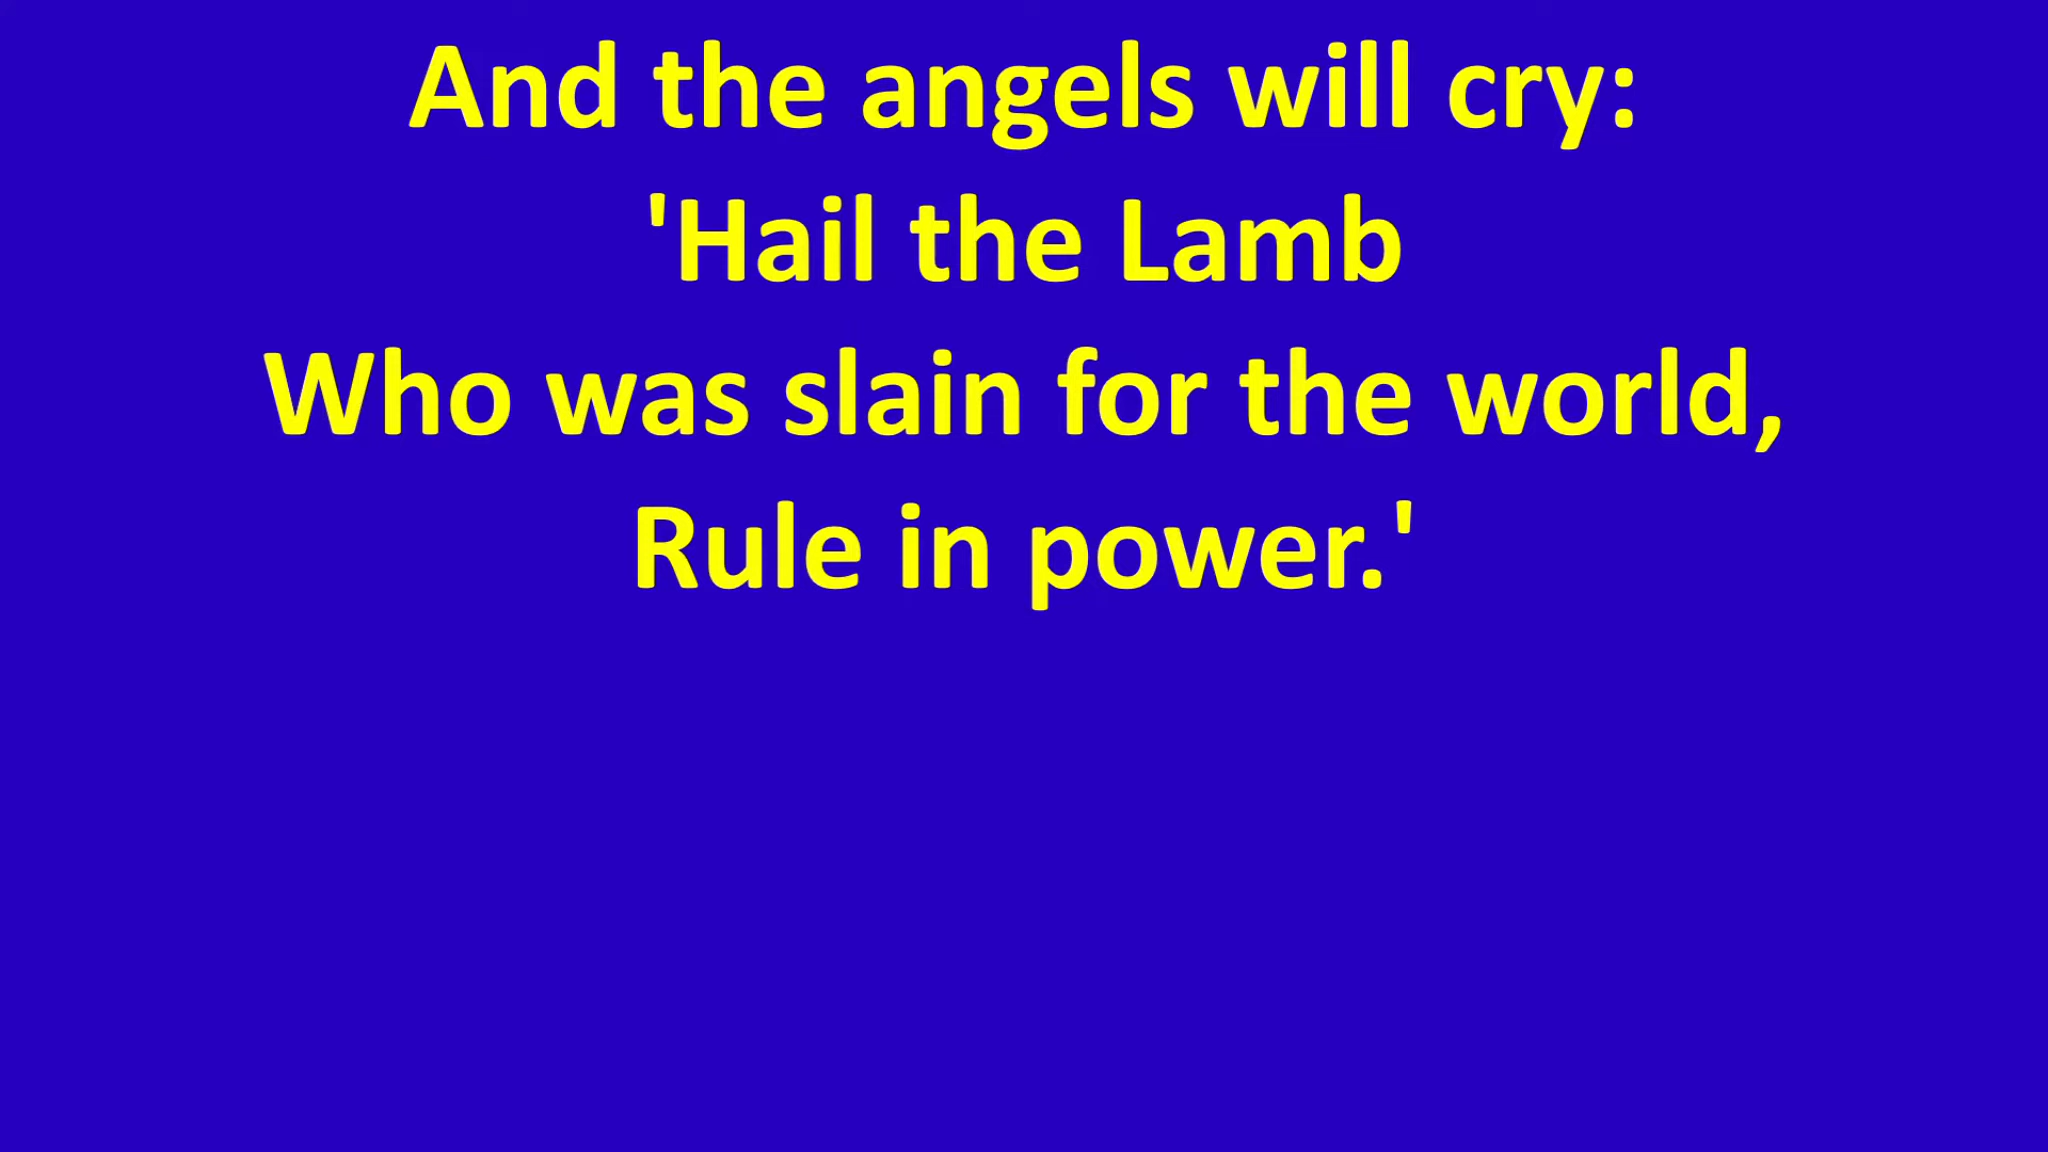 And the angels will cry:
'Hail the Lamb
Who was slain for the world,
Rule in power.'